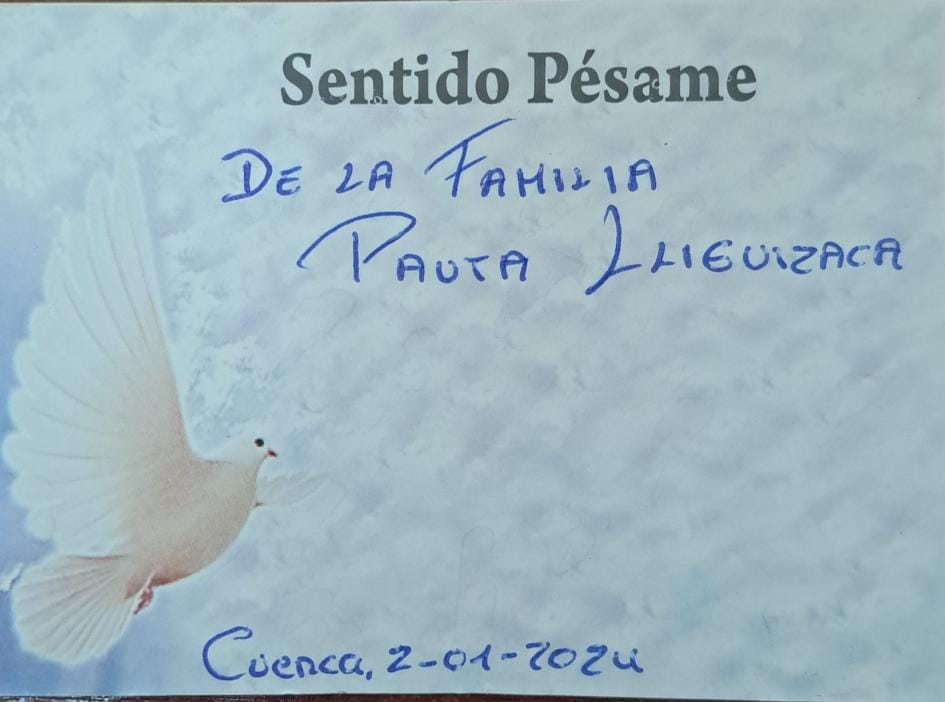 Sentido Pésame
DE LA FAMILIA
PAUTA LLIGUIZACA
Cuenca, 2-01-2024